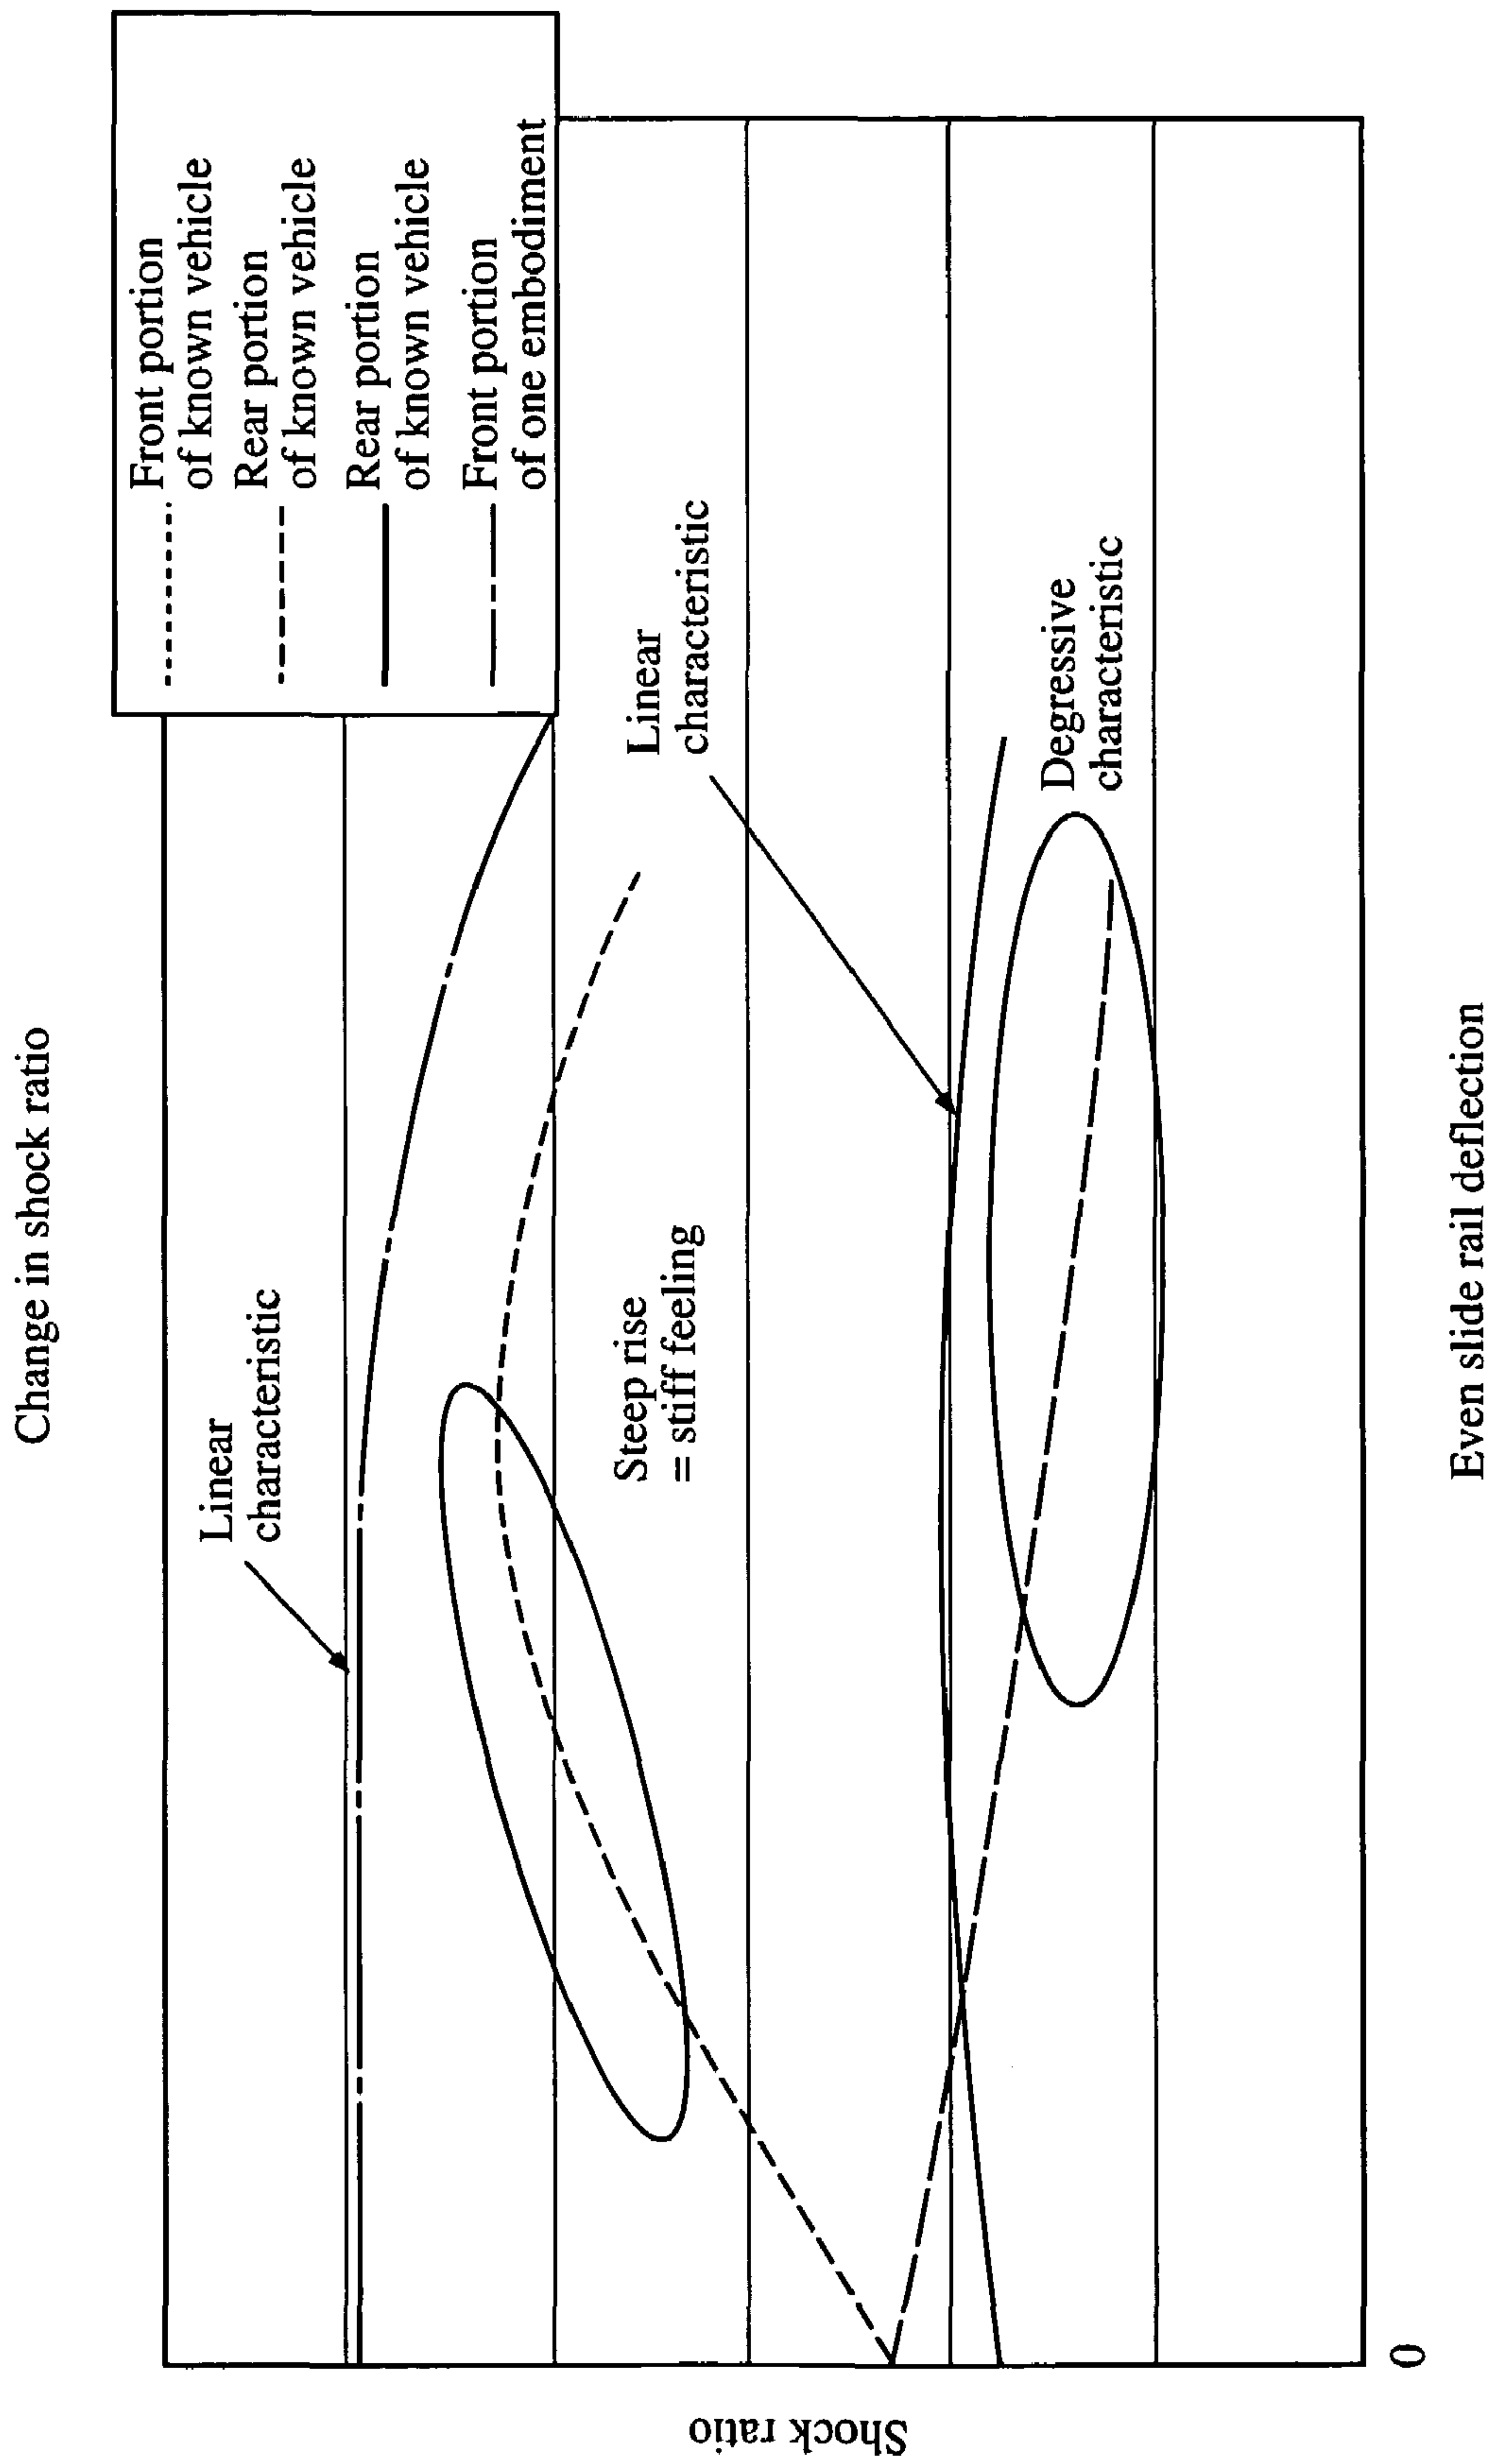 Change in shock ratio
Front portion
of known vehicle
Rear portion
of known vehicle
Rear portion
of known vehicle
Front portion
of one embodiment
Linear
characteristic
Linear
characteristic
Steep rise
= stiff feeling
Degressive
characteristic
Shock ratio
0
Even slide rail deflection